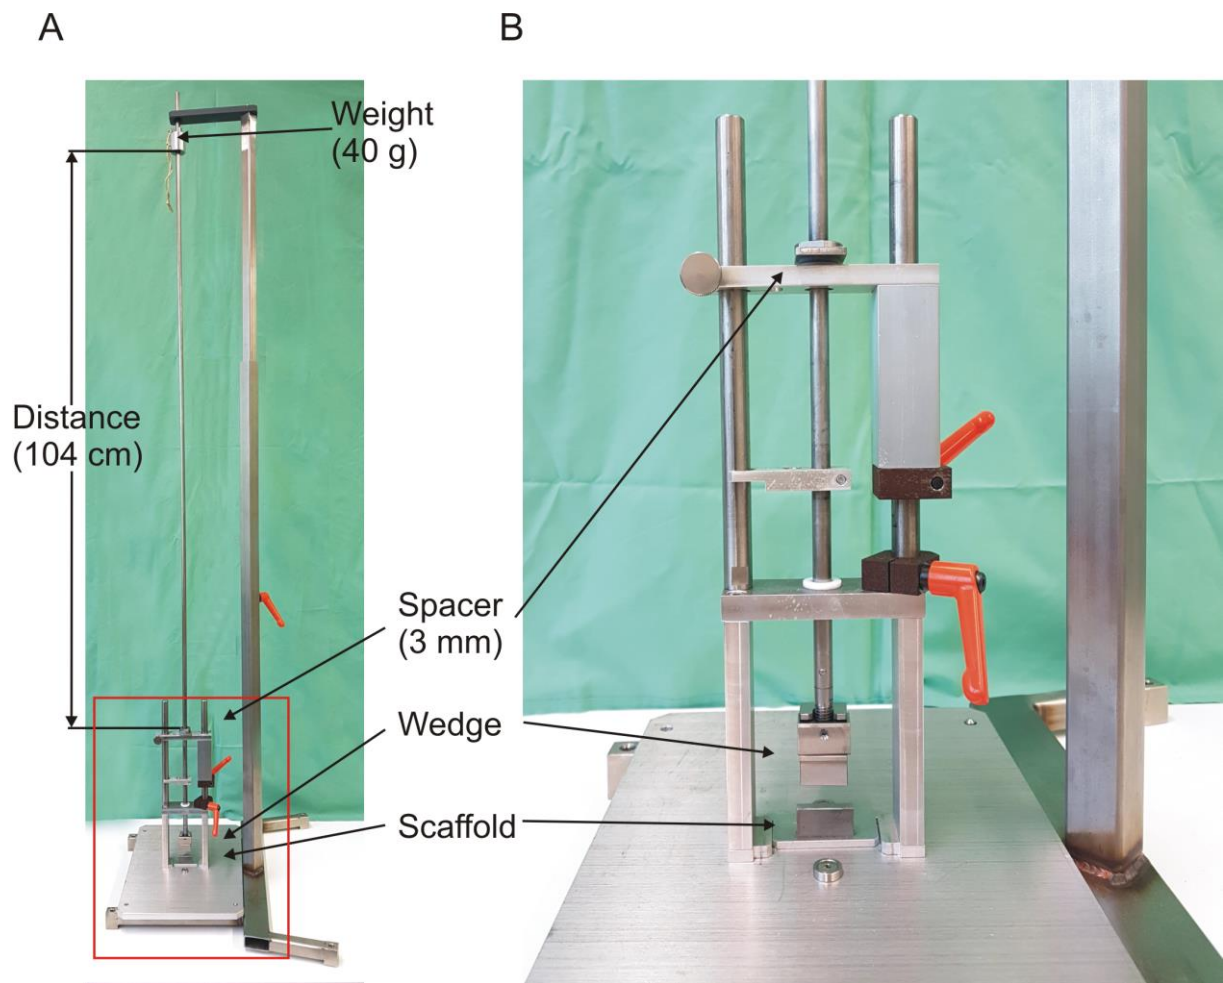 A
B
Weight
(40 g)
Distance
(104 cm)
Spacer
(3 mm)
Wedge
Scaffold